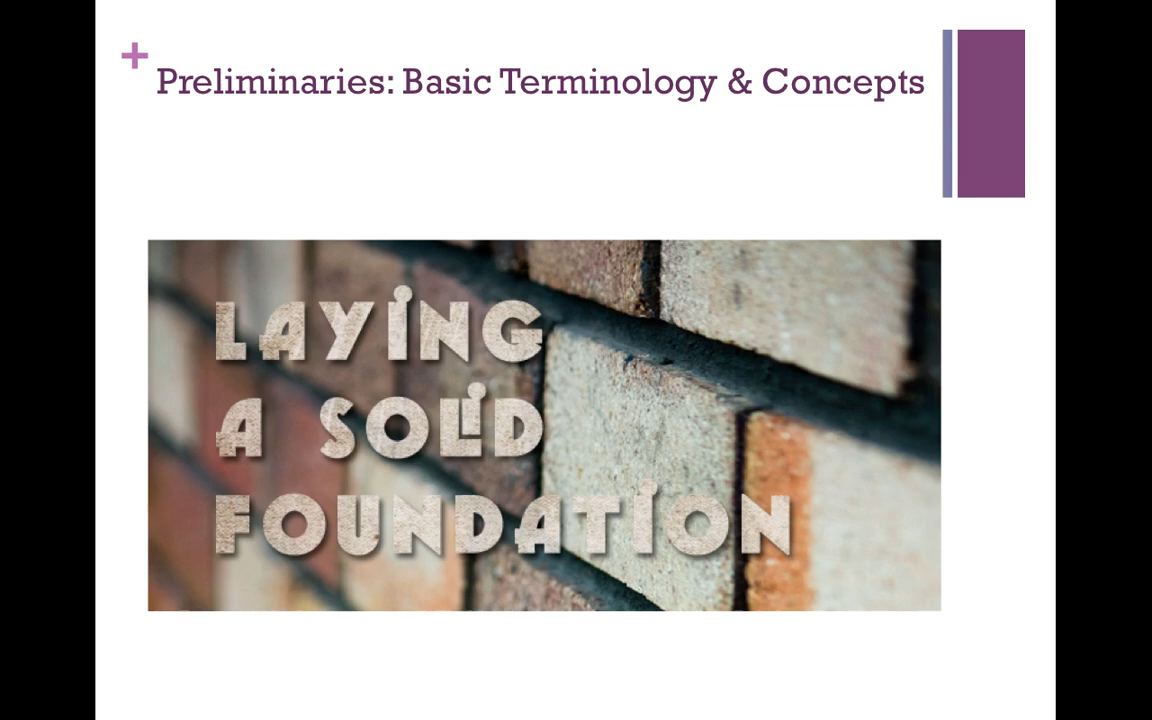 + Preliminaries: Basic Terminology & Concepts
LAYING
A SOLID
FOUNDATION